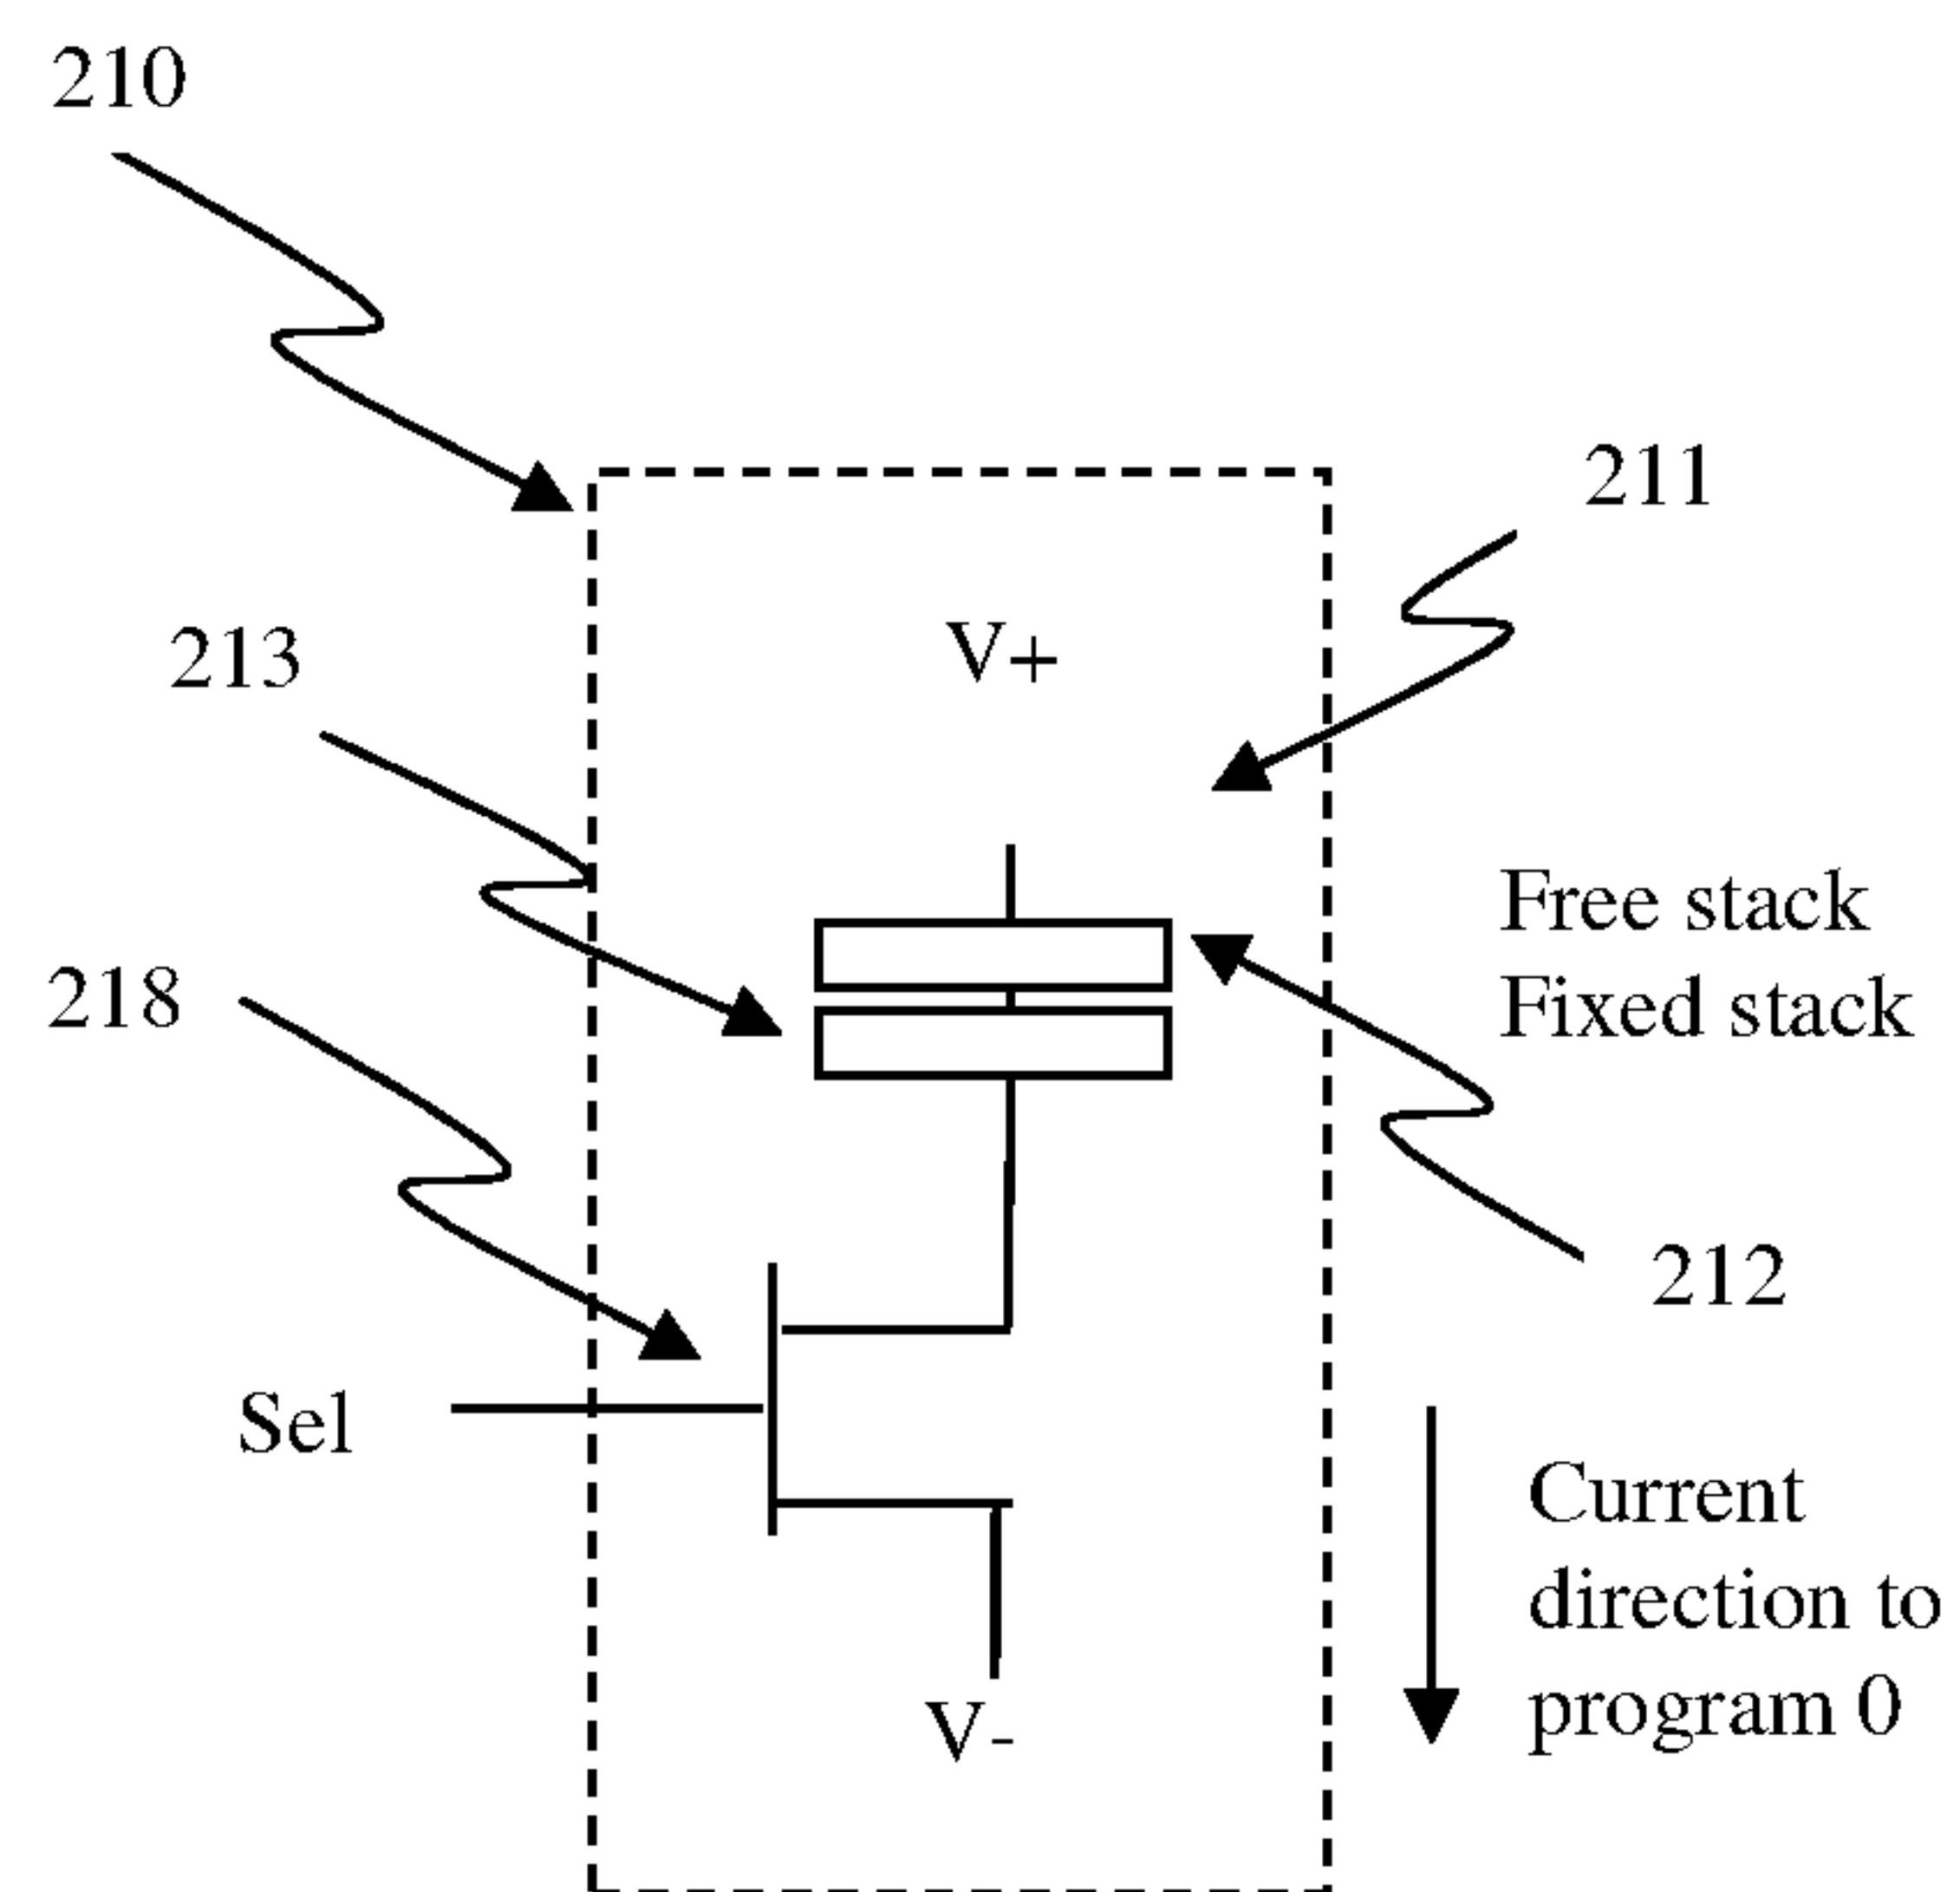 210
211
V+
213
Free stack
218
Fixed stack
212
Sel
Current
direction to
program 0
V-